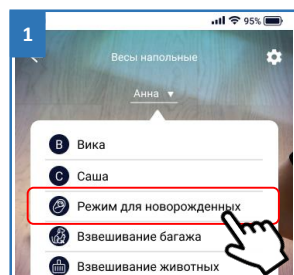 1
95%
Весы напольные
Анна ▼
В Вика
С Саша
Режим для новорожденных
Взвешивание багажа
Взвешивание животных